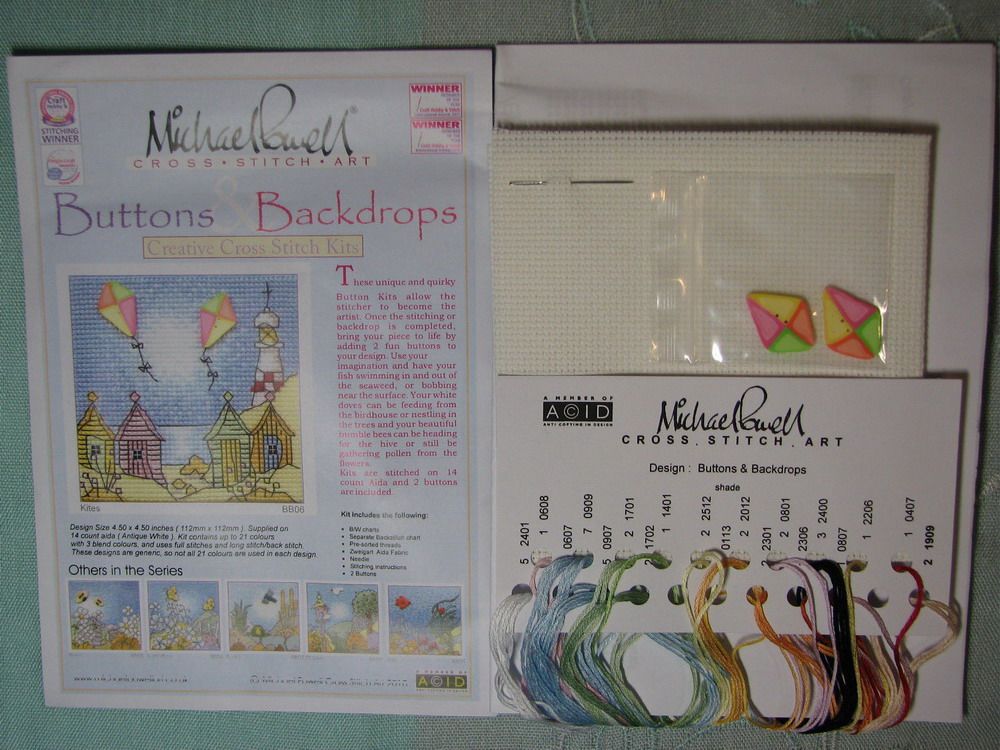 Craft
Hobby &
STITCHING
WINNER
WINNER
Craft Hobby & Stitch
WINNER
Craft Hobby & Stitch
Michael Powell®
CROSS • STITCH • ART
Buttons & Backdrops
Creative Cross Stitch Kits
These unique and quirky
Button Kits allow the
stitcher to become the
artist. Once the stitching or
backdrop is completed,
bring your piece to life by
adding 2 fun buttons to
your design. Use your
imagination and have your
fish swimming in and out of
the seaweed, or bobbing
near the surface. Your white
doves can be feeding from
the birdhouse or nestling in
the trees and your beautiful
bumble bees can be heading
for the hive or still be
gathering pollen from the
flowers.
Kits are stitched on 14
count Aida and 2 buttons
are included.
Kites
BB06
Design Size 4.50 x 4.50 inches ( 112mm x 112mm ). Supplied on
14 count aida ( Antique White ). Kit contains up to 21 colours
with 3 blend colours, and uses full stitches and long stitch/back stitch.
These designs are generic, so not all 21 colours are used in each design.
Kit includes the following:
• B/W charts
• Separate Backstitch chart
• Pre-sorted threads
• Zweigart Aida Fabric
• Needle
• Stitching instructions
• 2 Buttons
Others in the Series
A MEMBER OF
ACID
A MEMBER OF
ACID
ANTI COPYING IN DESIGN
Michael Powell
CROSS . STITCH . ART
Design : Buttons & Backdrops
shade
5 2401
1 0608
0607
7 0909
0907
2 1701
2 1702
1 1401
2 2512
0113
2 2012
2301
2 0801
2306
3 2400
0807
1 2206
1 0407
2 1909